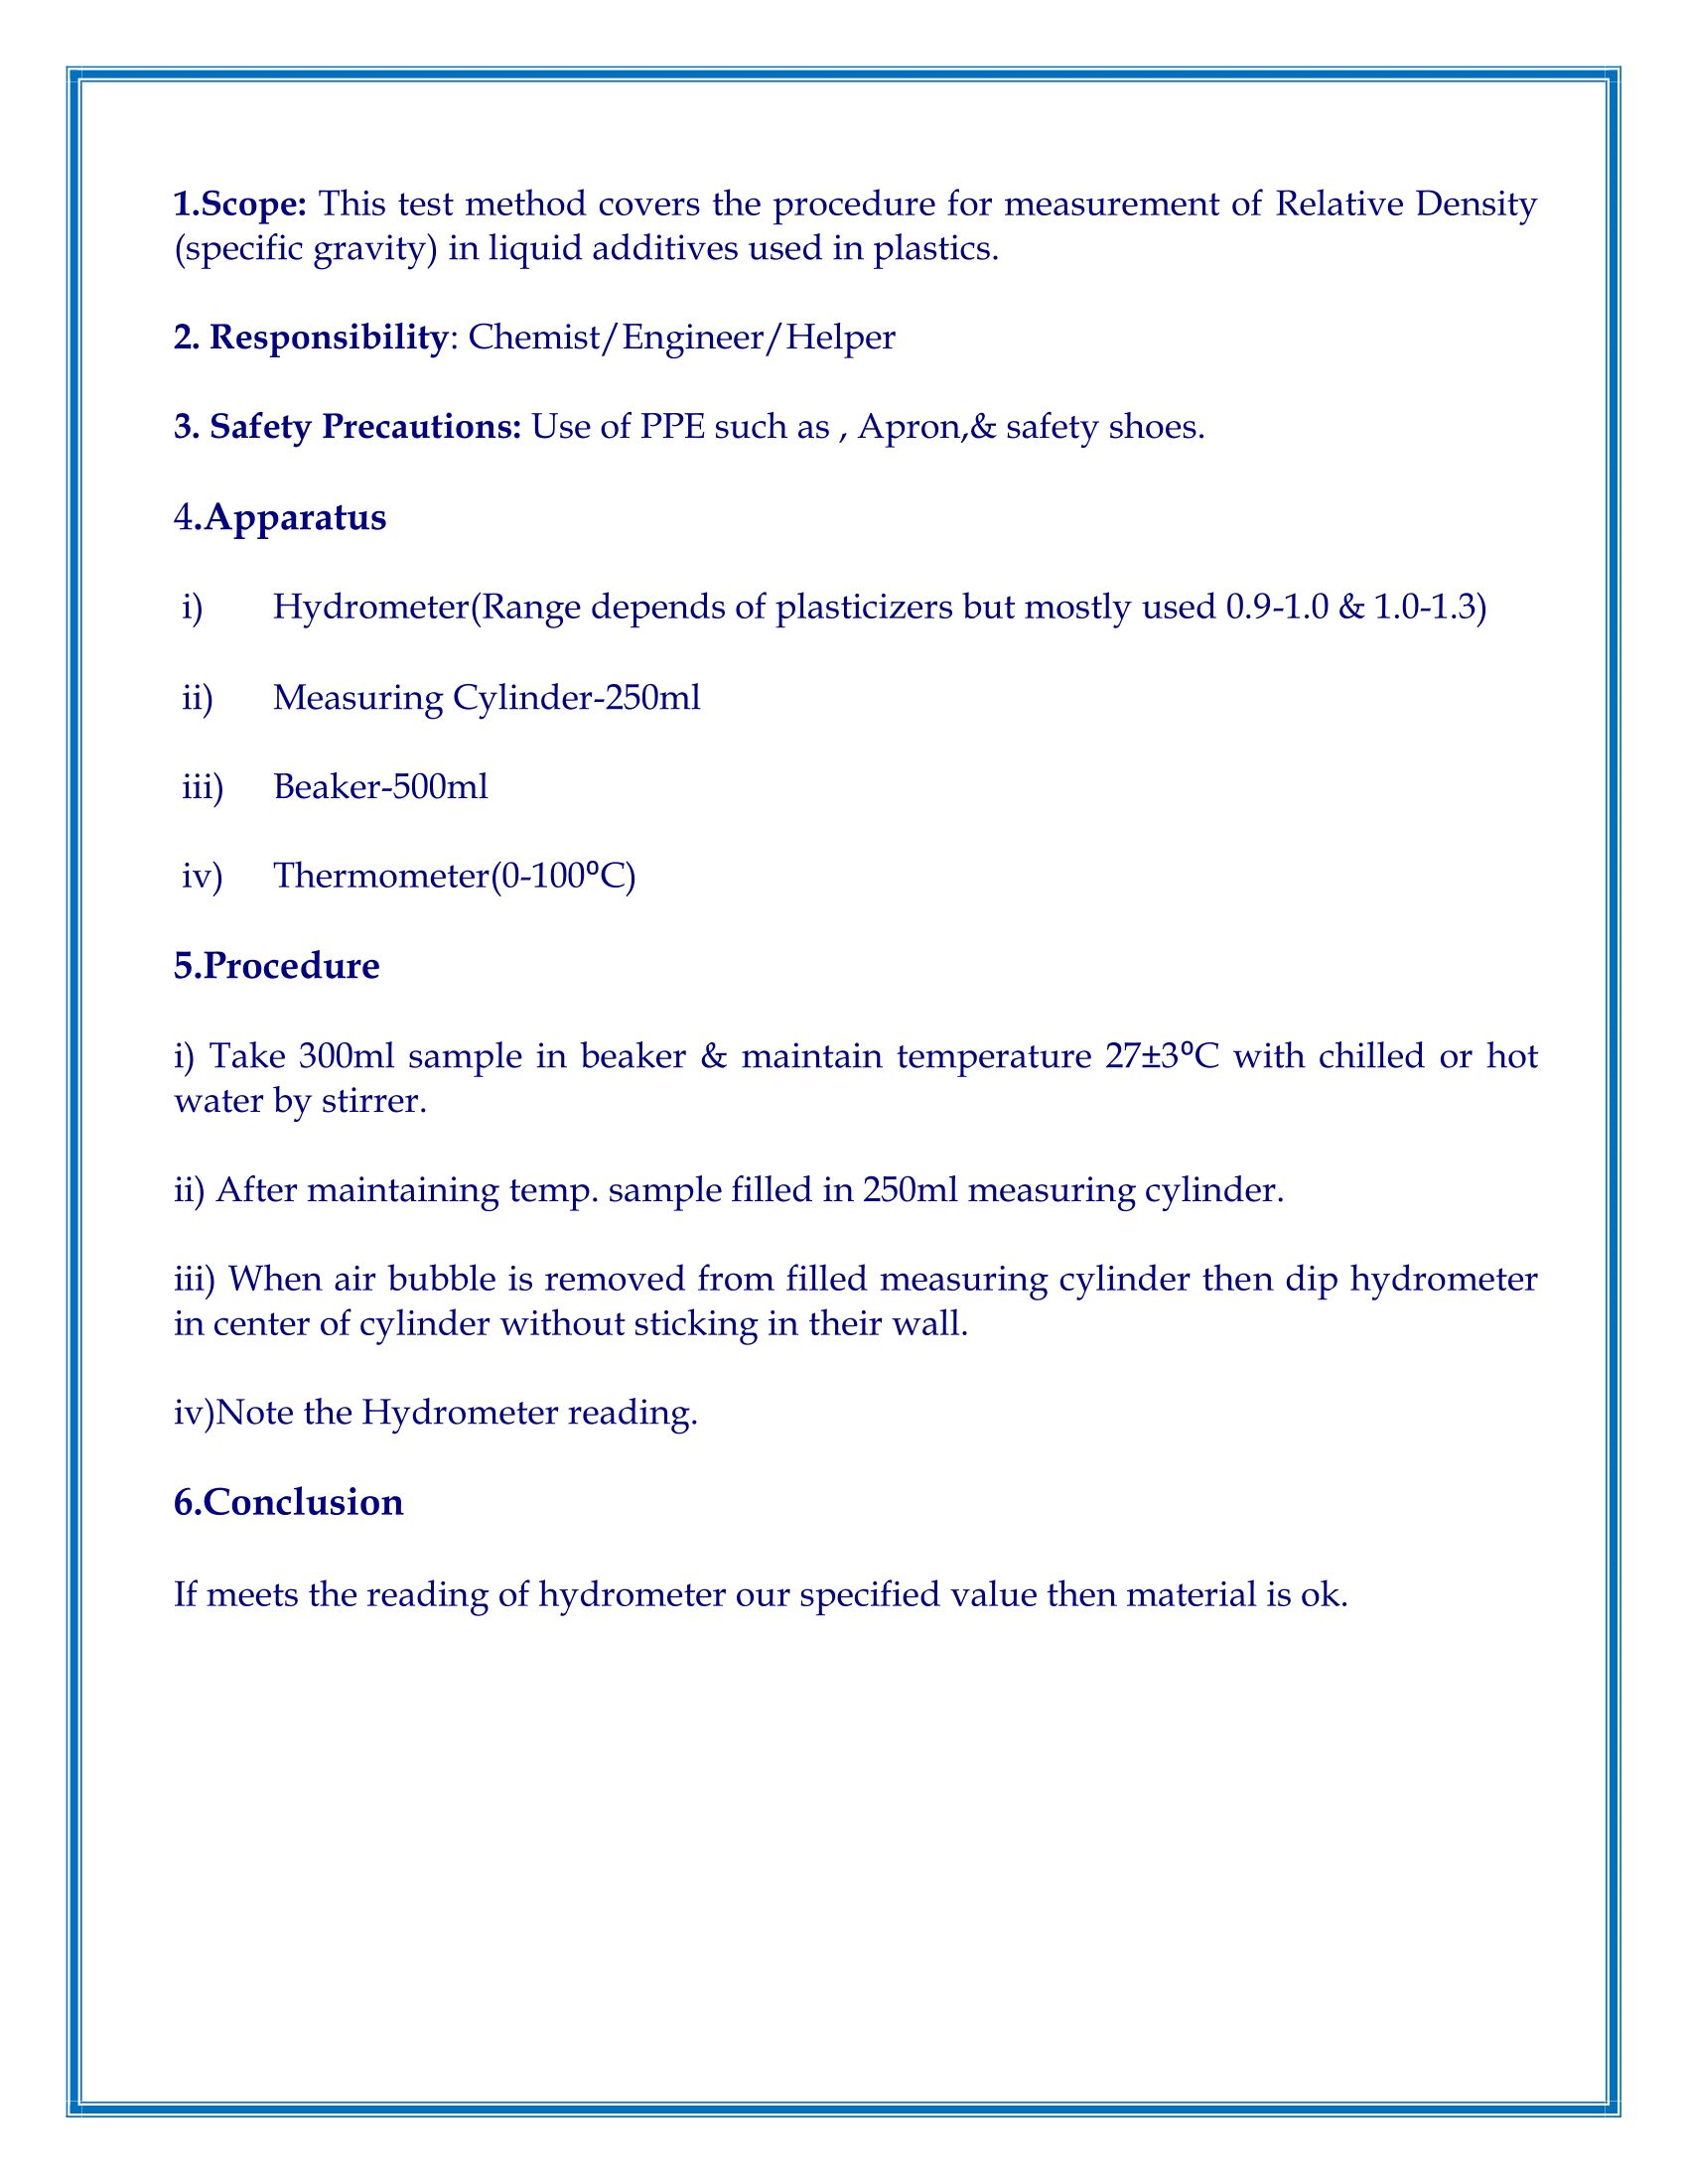 1.Scope: This test method covers the procedure for measurement of Relative Density
(specific gravity) in liquid additives used in plastics.
2. Responsibility: Chemist/Engineer/Helper
3. Safety Precautions: Use of PPE such as , Apron,& safety shoes.
4.Apparatus
i) Hydrometer(Range depends of plasticizers but mostly used 0.9-1.0 & 1.0-1.3)
ii) Measuring Cylinder-250ml
iii) Beaker-500ml
iv) Thermometer(0-100⁰C)
5.Procedure
i) Take 300ml sample in beaker & maintain temperature 27±3⁰C with chilled or hot
water by stirrer.
ii) After maintaining temp. sample filled in 250ml measuring cylinder.
iii) When air bubble is removed from filled measuring cylinder then dip hydrometer
in center of cylinder without sticking in their wall.
iv)Note the Hydrometer reading.
6.Conclusion
If meets the reading of hydrometer our specified value then material is ok.